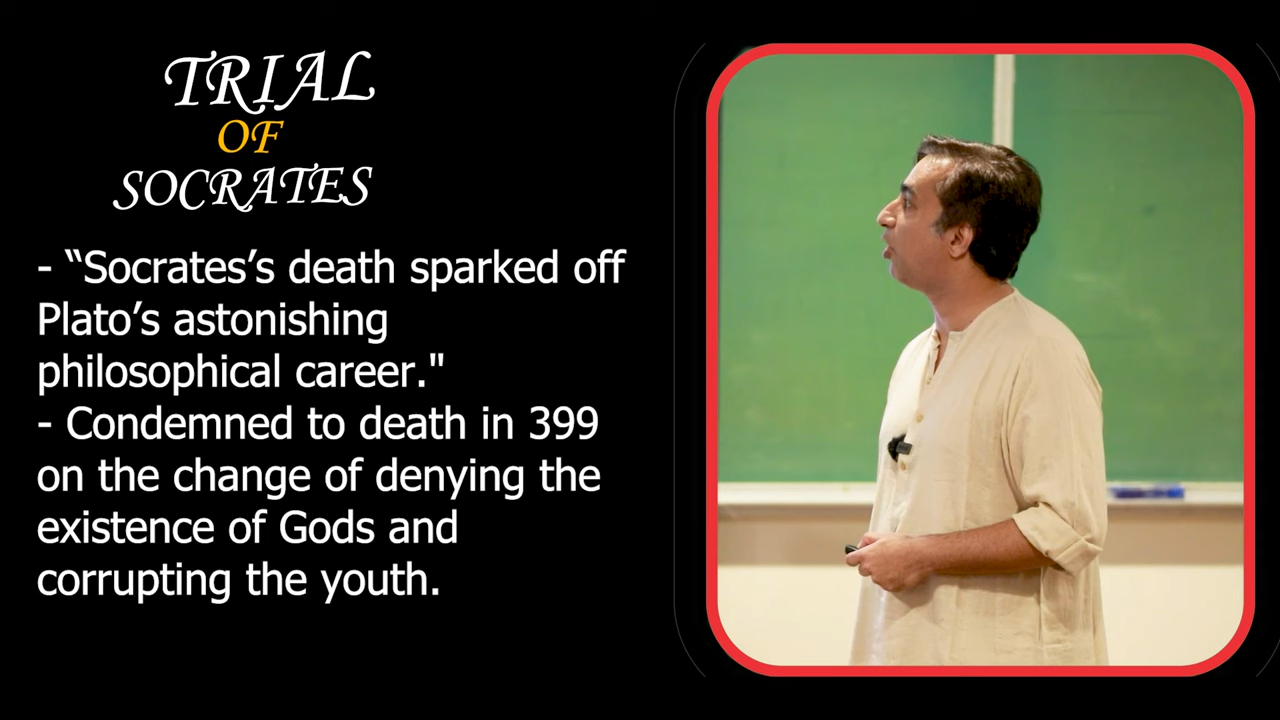 TRIAL
OF
SOCRATES
- “Socrates’s death sparked off
Plato’s astonishing
philosophical career."
- Condemned to death in 399
on the change of denying the
existence of Gods and
corrupting the youth.